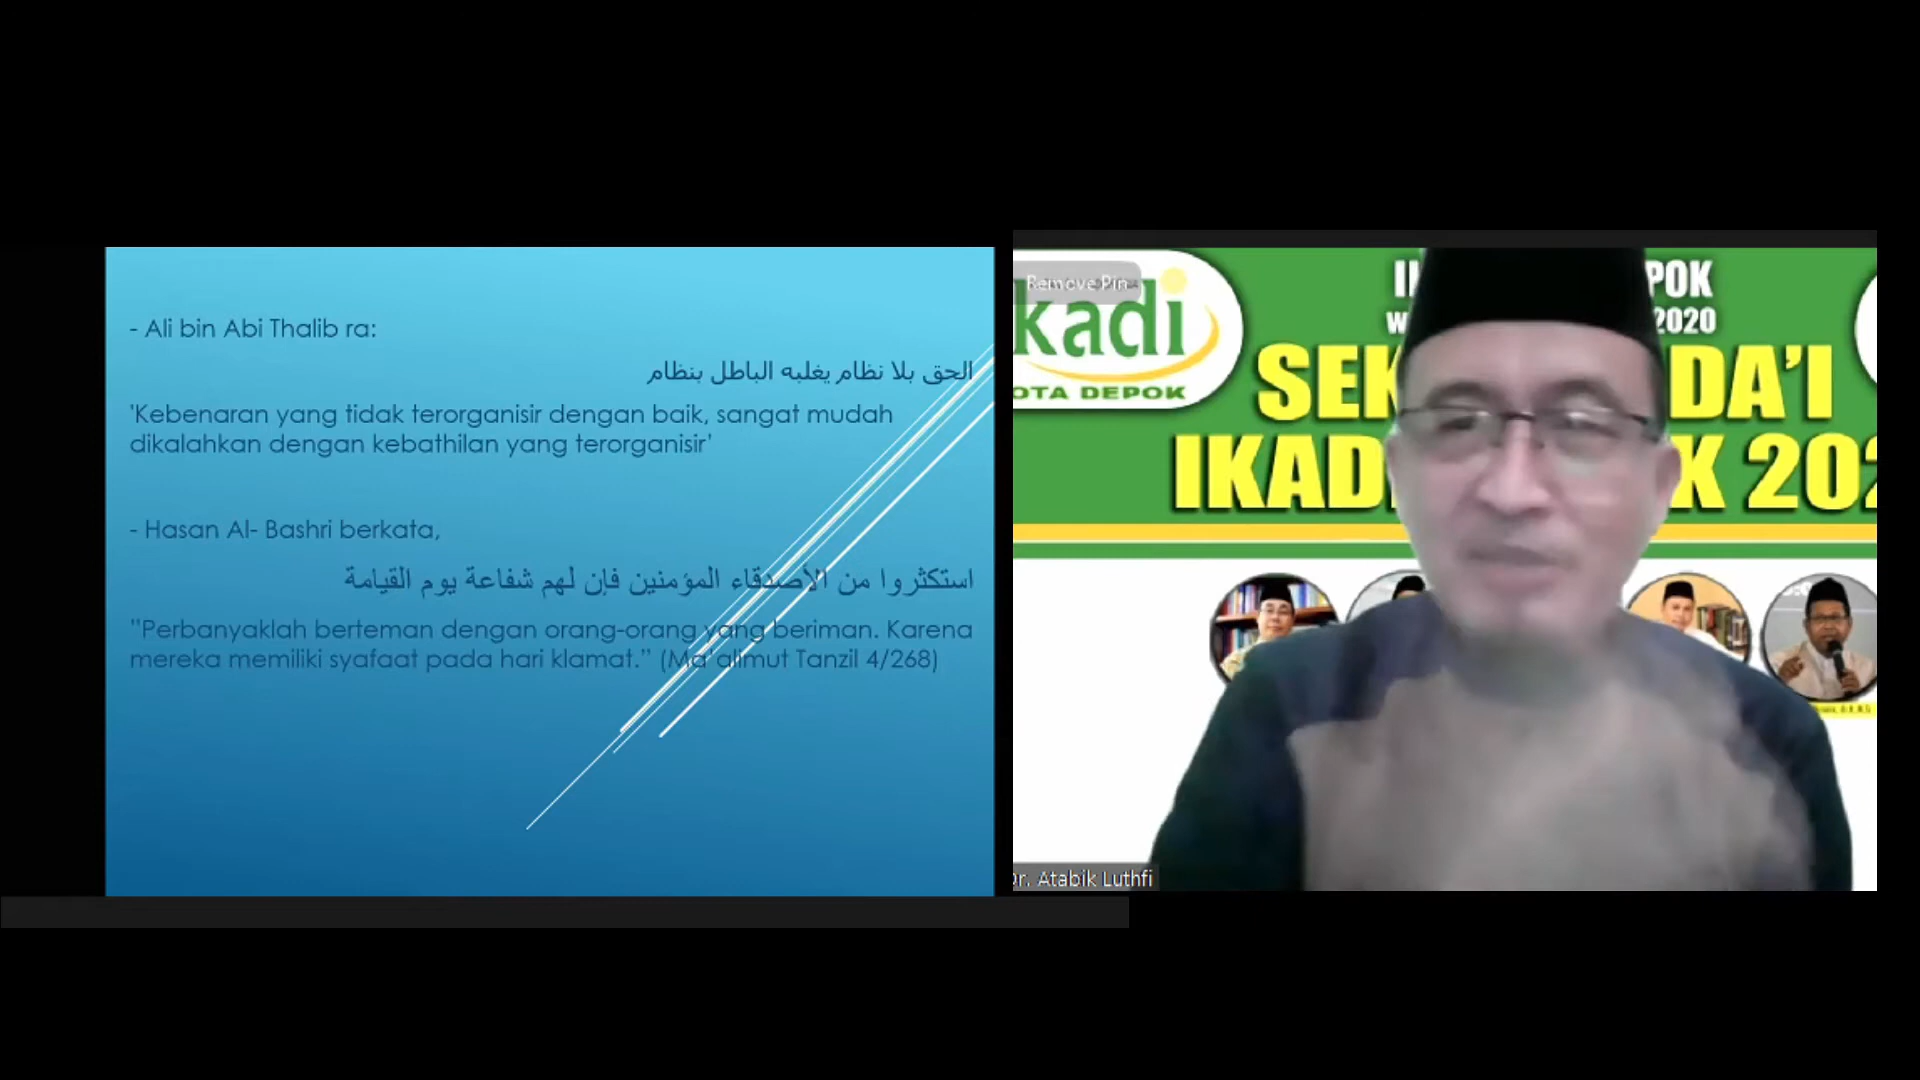 - Ali bin Abi Thalib ra:
الحق بلا نظام يغلبه الباطل بنظام
'Kebenaran yang tidak terorganisir dengan baik, sangat mudah
dikalahkan dengan kebathilan yang terorganisir'
- Hasan Al- Bashri berkata,
استكثروا من الأصدقاء المؤمنين فإن لهم شفاعة يوم القيامة
"Perbanyaklah berteman dengan orang-orang yang beriman. Karena
mereka memiliki syafaat pada hari kIamat." (Ma'alimut Tanzil 4/268)
Remove Pin
kadi
OTA DEPOK
POK
2020
SEK DA'I
IKAD K 202
Dr. Atabik Luthfi